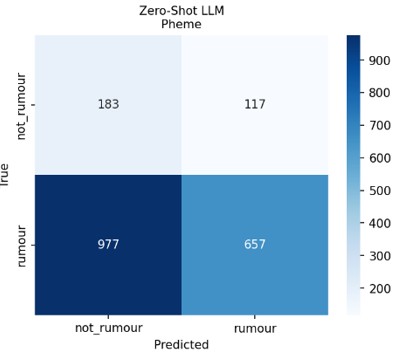 Zero-Shot LLM
Pheme
not_rumour
183
117
rumour
977
657
True
not_rumour
rumour
Predicted
900
800
700
600
500
400
300
200